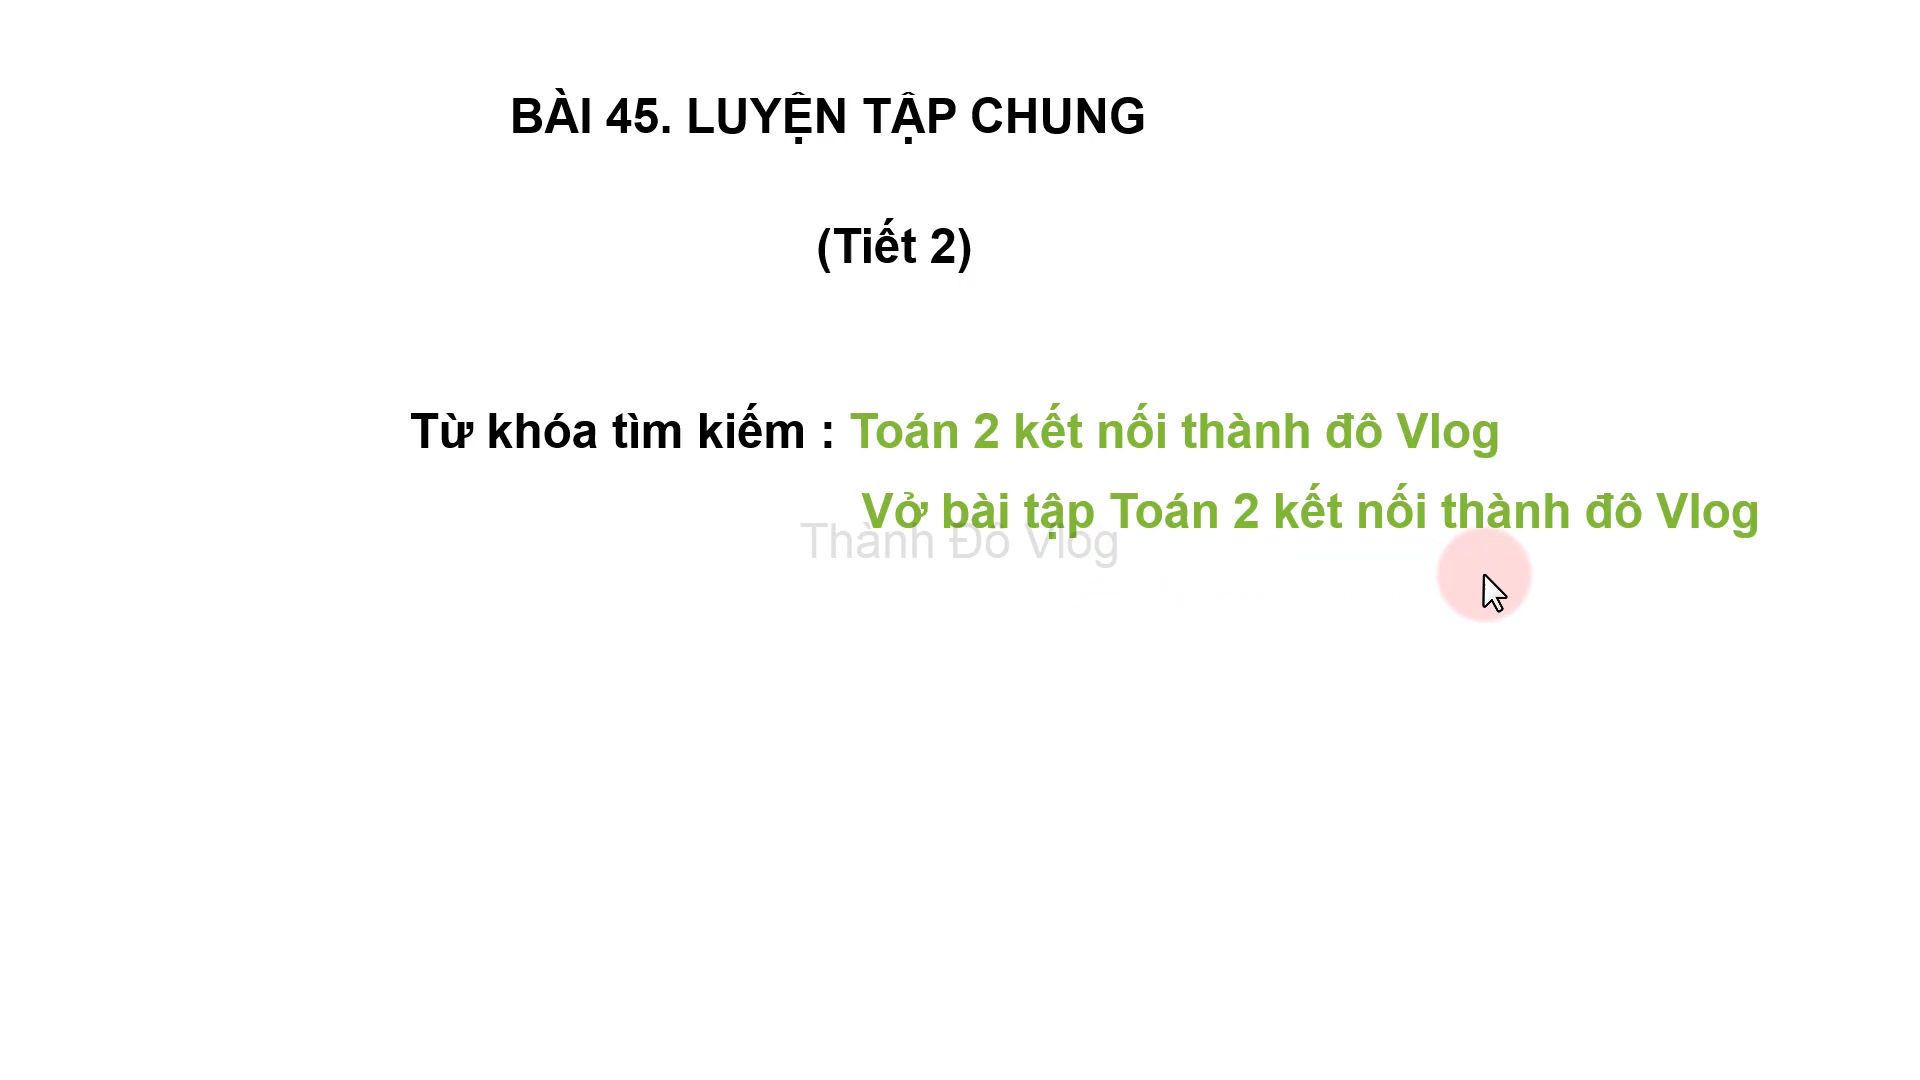 BÀI 45. LUYỆN TẬP CHUNG
(Tiết 2)
Từ khóa tìm kiếm : Toán 2 kết nối thành đô Vlog
Vở bài tập Toán 2 kết nối thành đô Vlog
Thành Đô Vlog